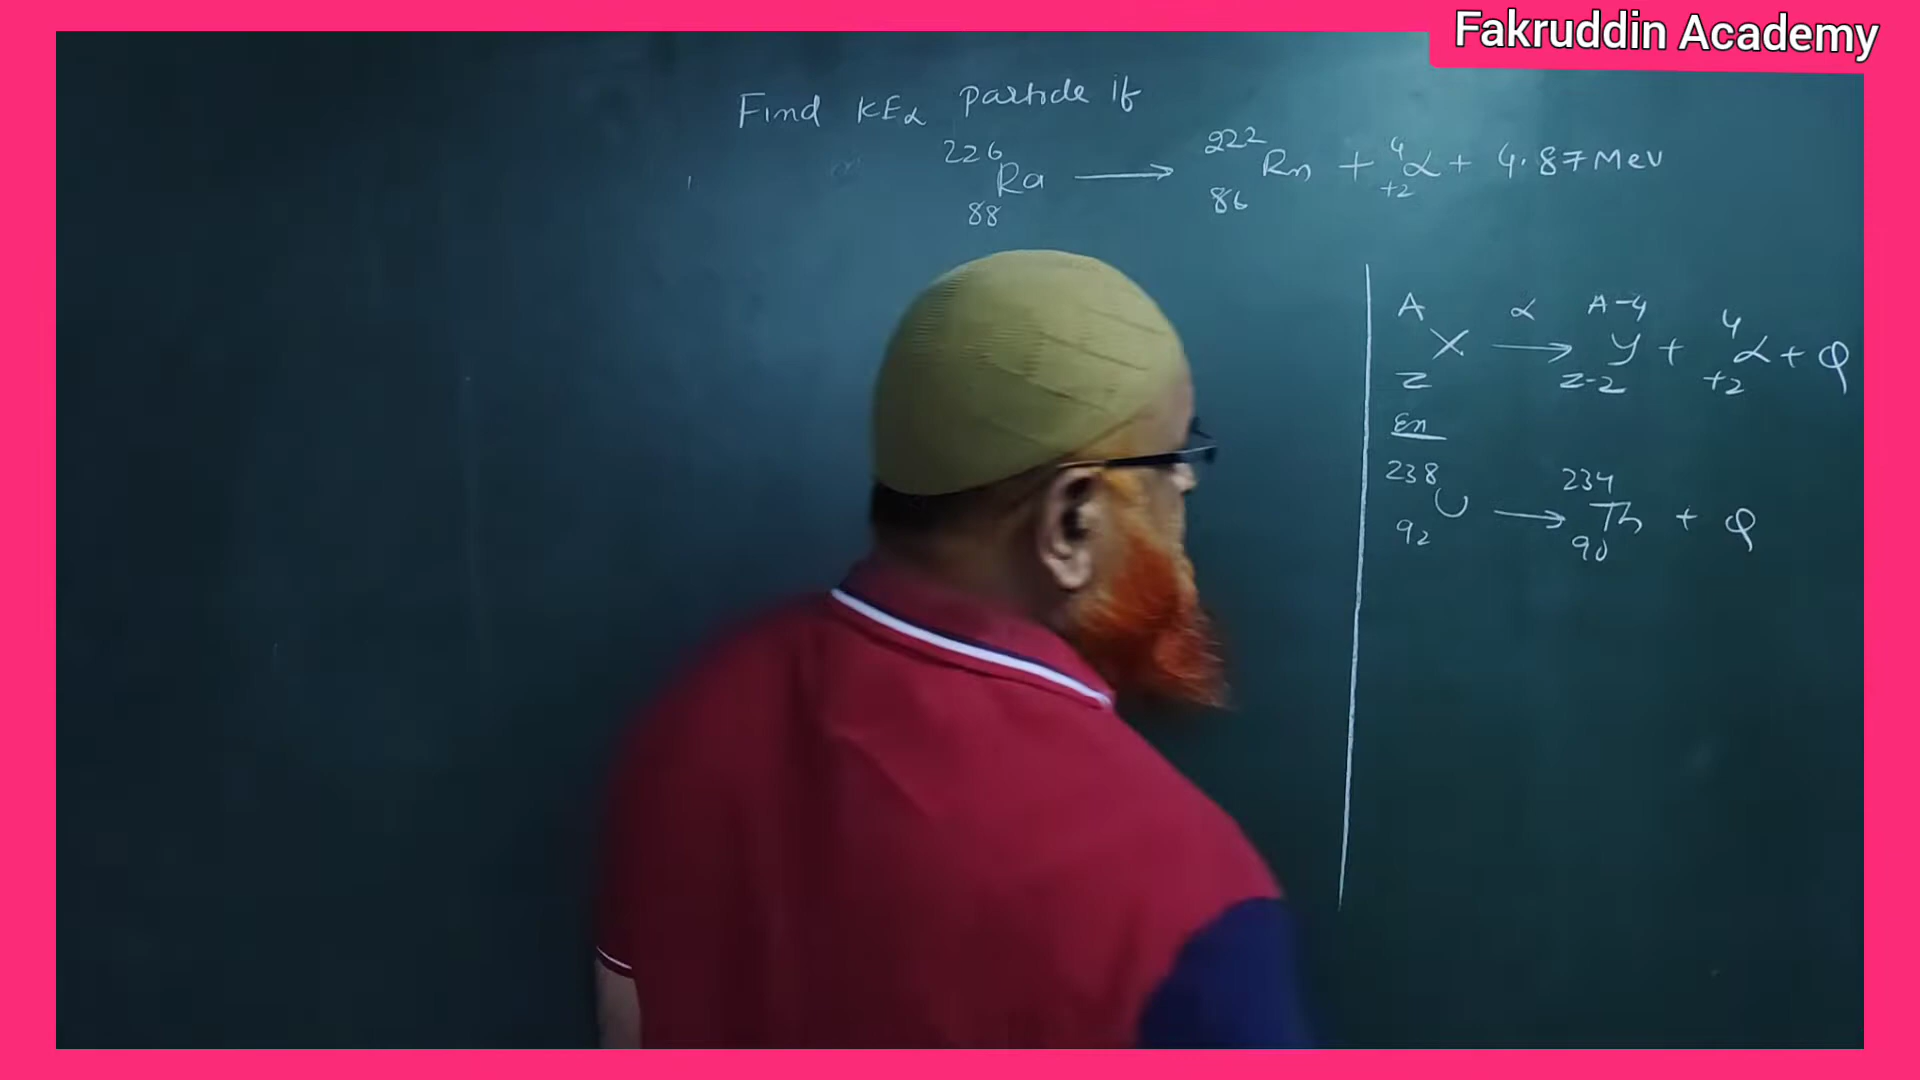 Fakruddin Academy
Find KEα particle if
226 88 Ra ⟶ 222 86 Rn + 4 +2 α + 4.87 MeV
A Z X α⟶ A-4 Z-2 Y + 4 +2 α + Q
Ex
238 92 U ⟶ 234 90 Th + Q